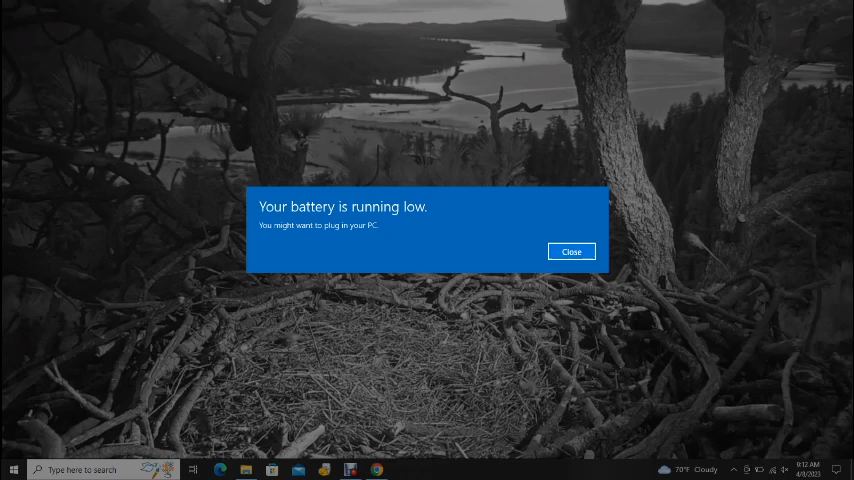 Your battery is running low.
You might want to plug in your PC.
Close
Type here to search
70°F Cloudy
9:12 AM
4/8/2023